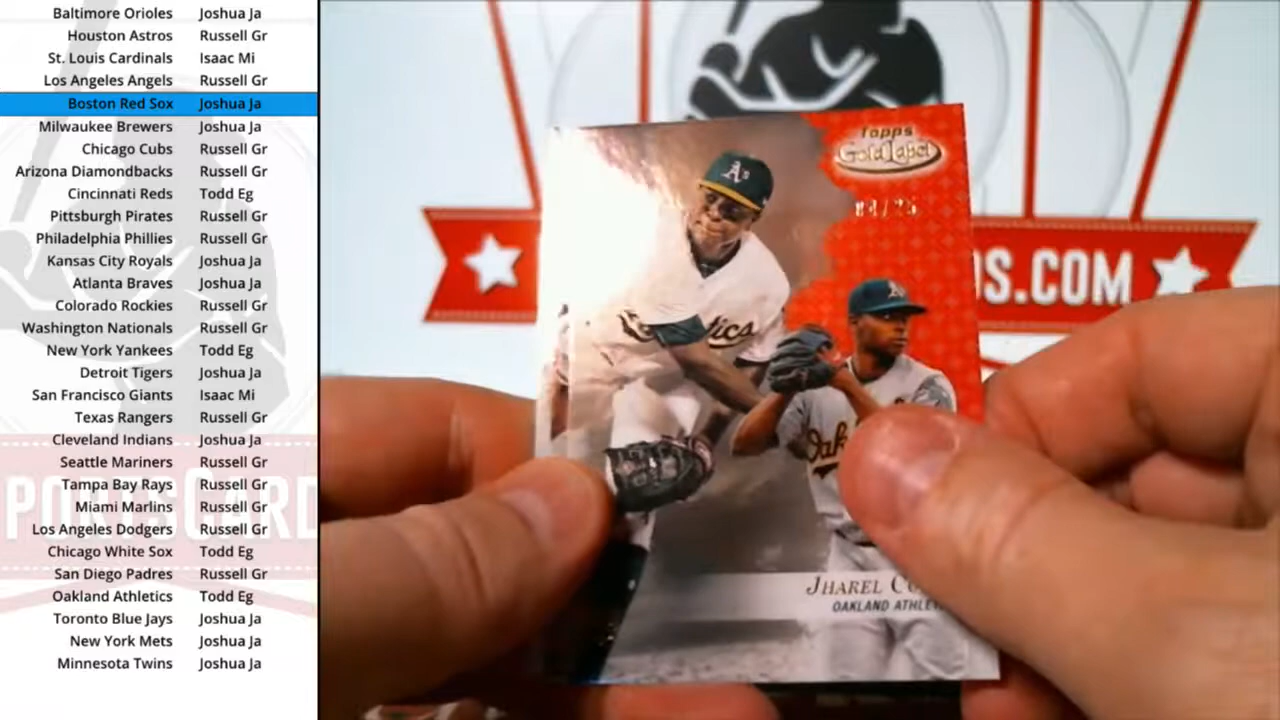 Baltimore Orioles Joshua Ja
Houston Astros Russell Gr
St. Louis Cardinals Isaac Mi
Los Angeles Angels Russell Gr
Boston Red Sox Joshua Ja
Milwaukee Brewers Joshua Ja
Chicago Cubs Russell Gr
Arizona Diamondbacks Russell Gr
Cincinnati Reds Todd Eg
Pittsburgh Pirates Russell Gr
Philadelphia Phillies Russell Gr
Kansas City Royals Joshua Ja
Atlanta Braves Joshua Ja
Colorado Rockies Russell Gr
Washington Nationals Russell Gr
New York Yankees Todd Eg
Detroit Tigers Joshua Ja
San Francisco Giants Isaac Mi
Texas Rangers Russell Gr
Cleveland Indians Joshua Ja
Seattle Mariners Russell Gr
Tampa Bay Rays Russell Gr
Miami Marlins Russell Gr
Los Angeles Dodgers Russell Gr
Chicago White Sox Todd Eg
San Diego Padres Russell Gr
Oakland Athletics Todd Eg
Toronto Blue Jays Joshua Ja
New York Mets Joshua Ja
Minnesota Twins Joshua Ja
PORTSCARD
Topps
Gold Label
A's
A's
tics
Oak
DS.COM
JHAREL CO
OAKLAND ATHLE